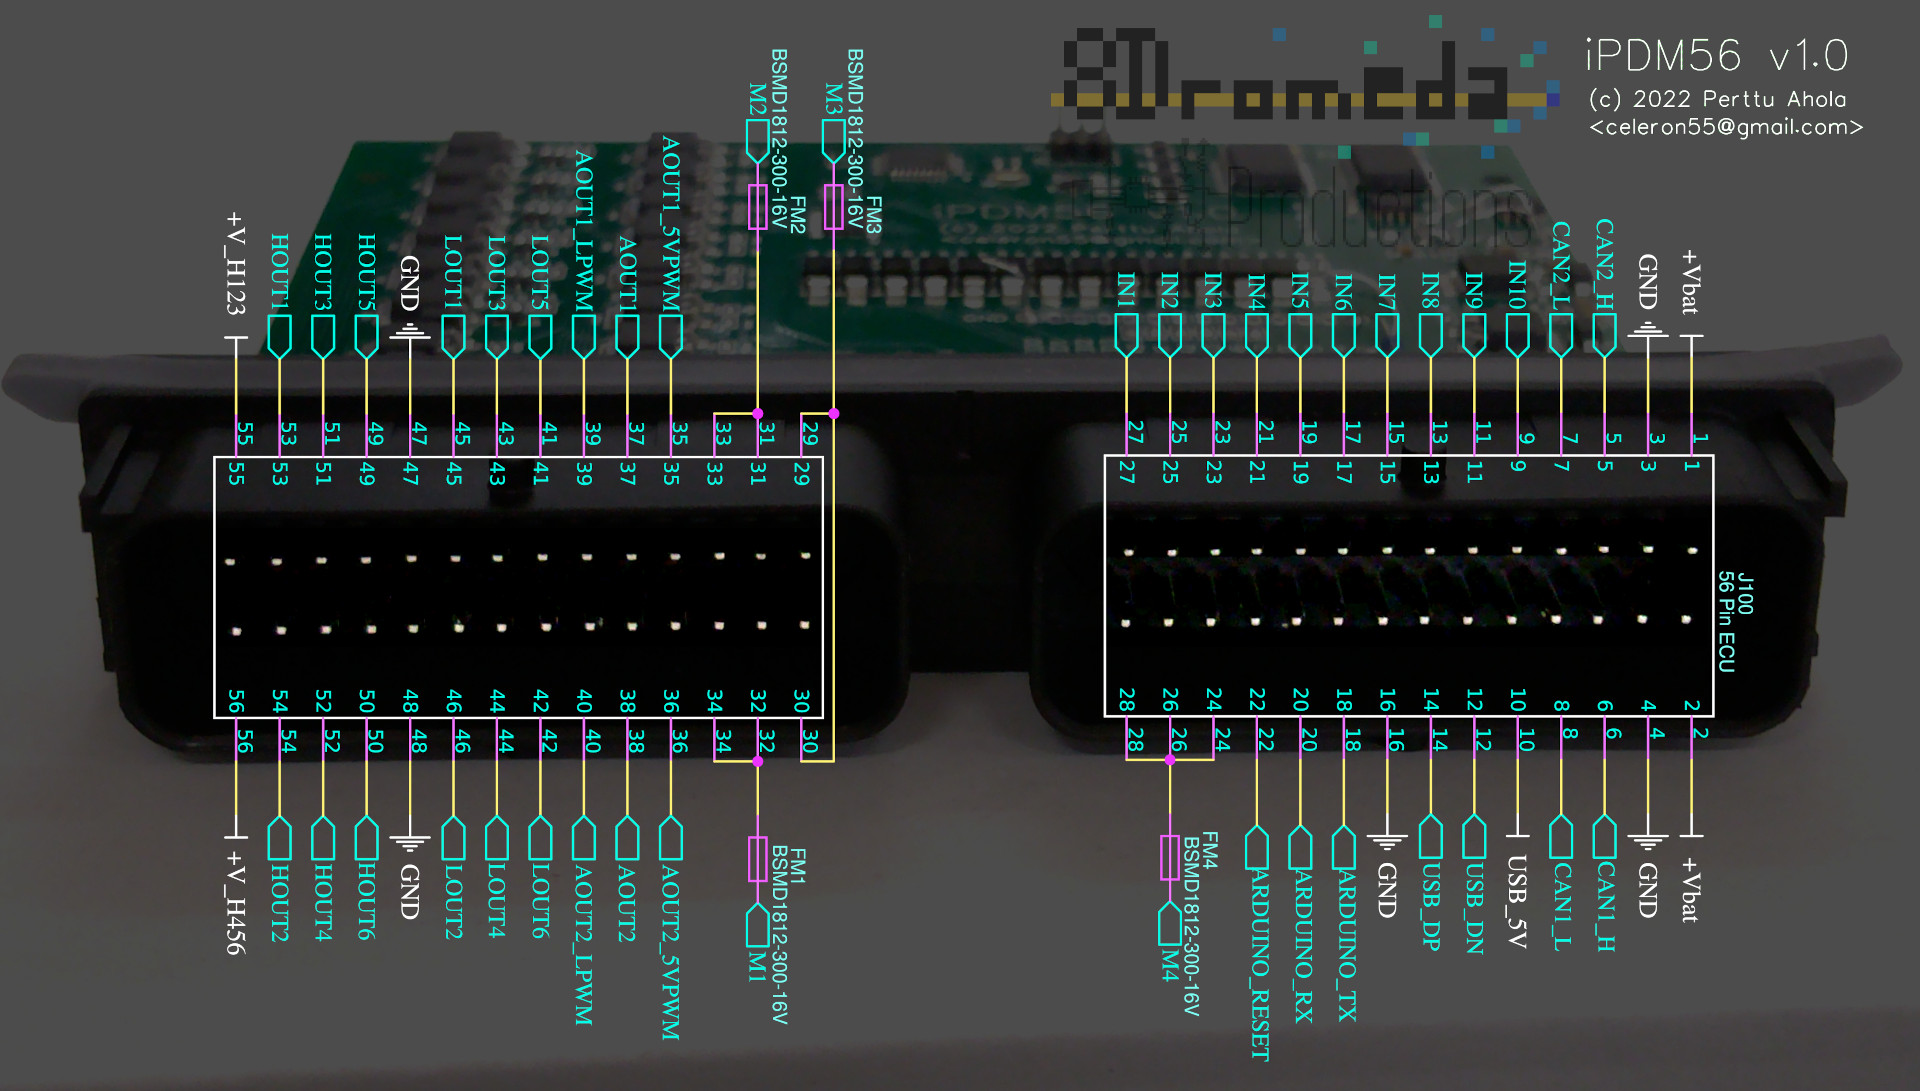 8Dromeda
Productions
iPDM56 v1.0
(c) 2022 Perttu Ahola
<celeron55@gmail.com>
BSMD1812-300-16V
M2
FM2
BSMD1812-300-16V
M3
FM3
+V_H123
HOUT1
HOUT3
HOUT5
GND
LOUT1
LOUT3
LOUT5
AOUT1_LPWM
AOUT1
AOUT1_5VPWM
55 53 51 49 47 45 43 41 39 37 35 33 31 29
55 53 51 49 47 45 43 41 39 37 35 33 31 29
56 54 52 50 48 46 44 42 40 38 36 34 32 30
56 54 52 50 48 46 44 42 40 38 36 34 32 30
+V_H456
HOUT2
HOUT4
HOUT6
GND
LOUT2
LOUT4
LOUT6
AOUT2_LPWM
AOUT2
AOUT2_5VPWM
FM1
BSMD1812-300-16V
M1
IN1
IN2
IN3
IN4
IN5
IN6
IN7
IN8
IN9
IN10
CAN2_L
CAN2_H
GND
+Vbat
27 25 23 21 19 17 15 13 11 9 7 5 3 1
27 25 23 21 19 17 15 13 11 9 7 5 3 1
J100
56 Pin ECU
28 26 24 22 20 18 16 14 12 10 8 6 4 2
28 26 24 22 20 18 16 14 12 10 8 6 4 2
FM4
BSMD1812-300-16V
M4
ARDUINO_RESET
ARDUINO_RX
ARDUINO_TX
GND
USB_DP
USB_DN
USB_5V
CAN1_L
CAN1_H
GND
+Vbat